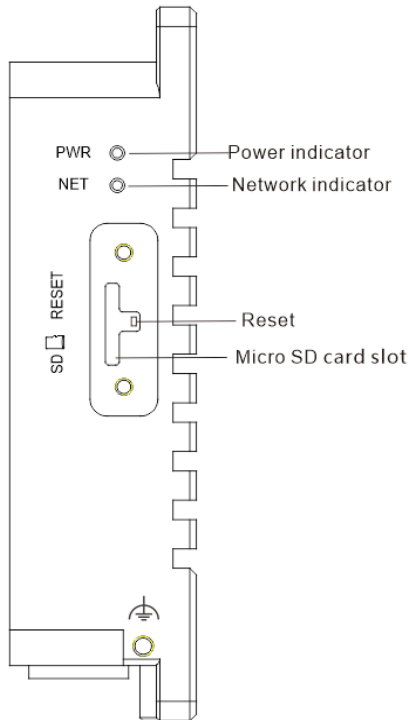 PWR
Power indicator
NET
Network indicator
SD RESET
Reset
Micro SD card slot